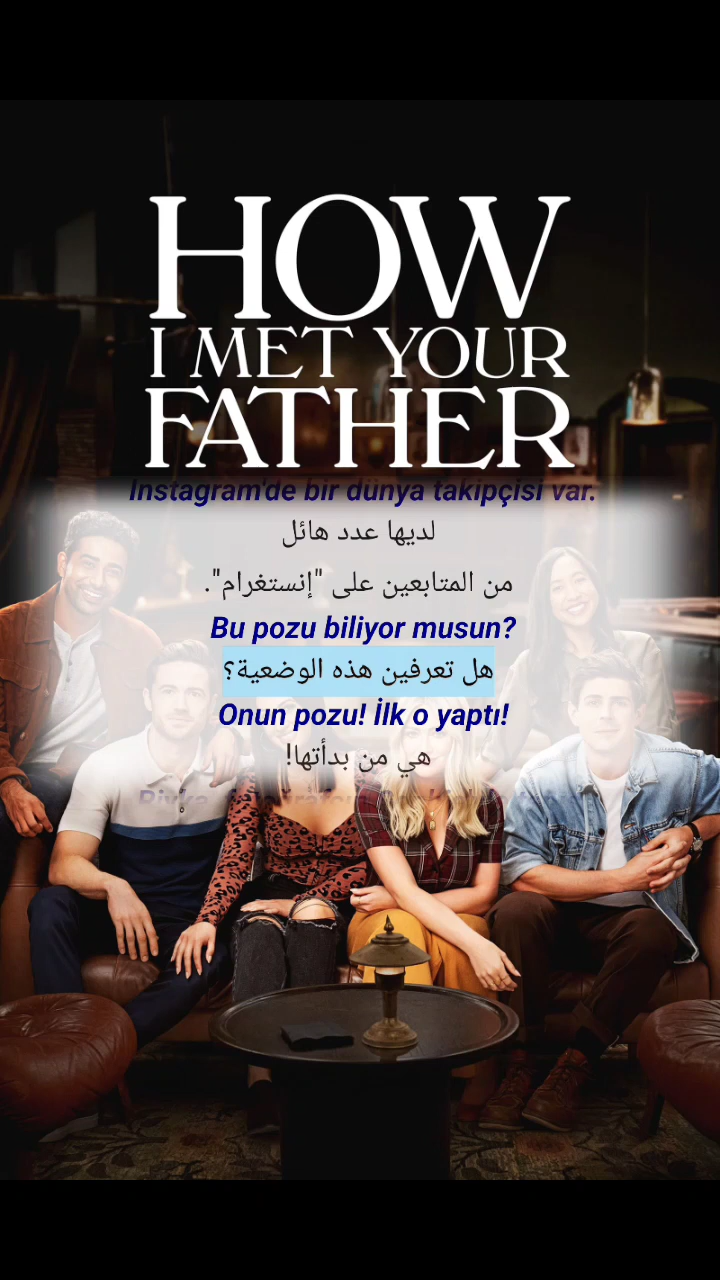 HOW
I MET YOUR
FATHER
Instagram'de bir dünya takipçisi var.
لديها عدد هائل
من المتابعين على "إنستغرام".
Bu pozu biliyor musun?
هل تعرفين هذه الوضعية؟
Onun pozu! İlk o yaptı!
هي من بدأتها!
Rivka